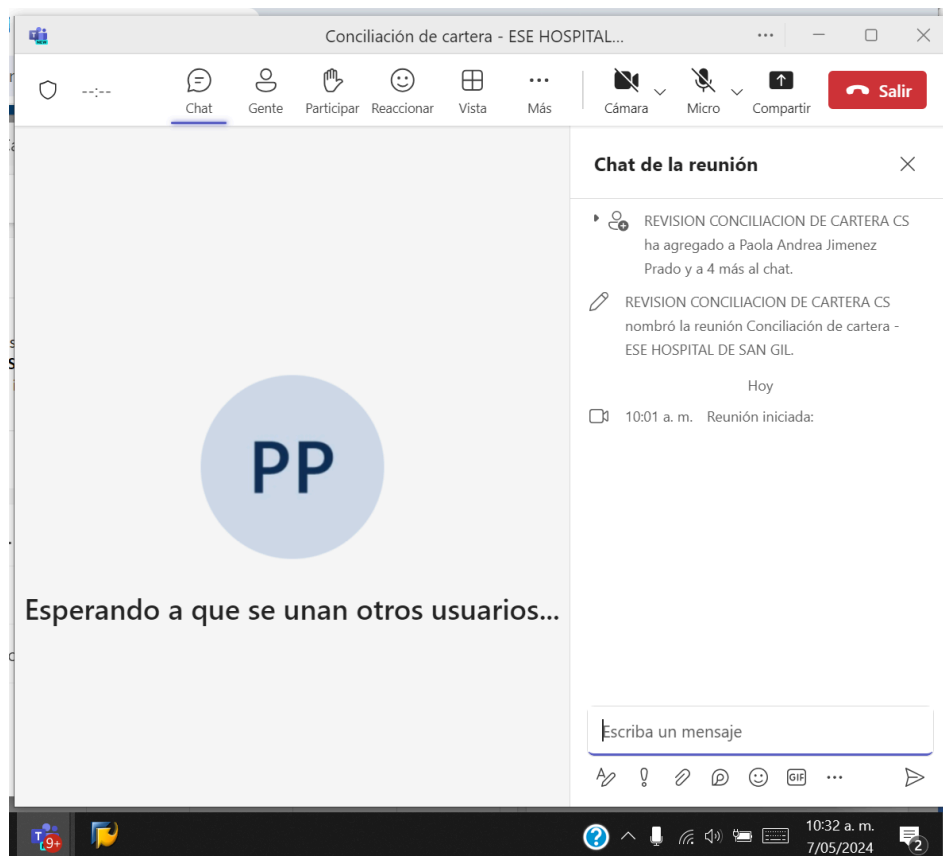 Conciliación de cartera - ESE HOSPITAL...
--:--
Chat
Gente
Participar
Reaccionar
Vista
Más
Cámara
Micro
Compartir
Salir
Chat de la reunión
REVISION CONCILIACION DE CARTERA CS
ha agregado a Paola Andrea Jimenez
Prado y a 4 más al chat.
REVISION CONCILIACION DE CARTERA CS
nombró la reunión Conciliación de cartera -
ESE HOSPITAL DE SAN GIL.
Hoy
10:01 a. m. Reunión iniciada:
PP
Esperando a que se unan otros usuarios...
Escriba un mensaje
GIF
T
9+
10:32 a. m.
7/05/2024
2